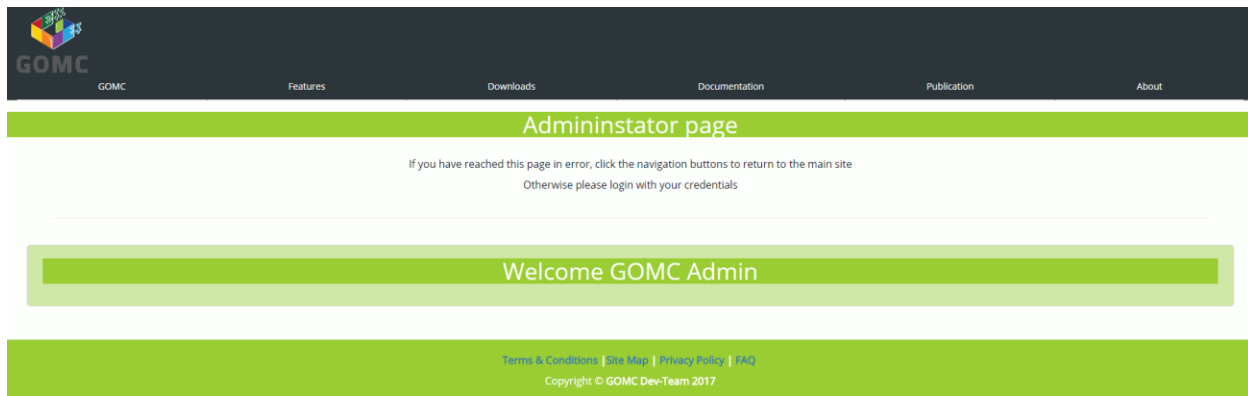 GOMC
GOMC Features Downloads Documentation Publication About
Admininstator page
If you have reached this page in error, click the navigation buttons to return to the main site
Otherwise please login with your credentials
Welcome GOMC Admin
Terms & Conditions | Site Map | Privacy Policy | FAQ
Copyright © GOMC Dev-Team 2017